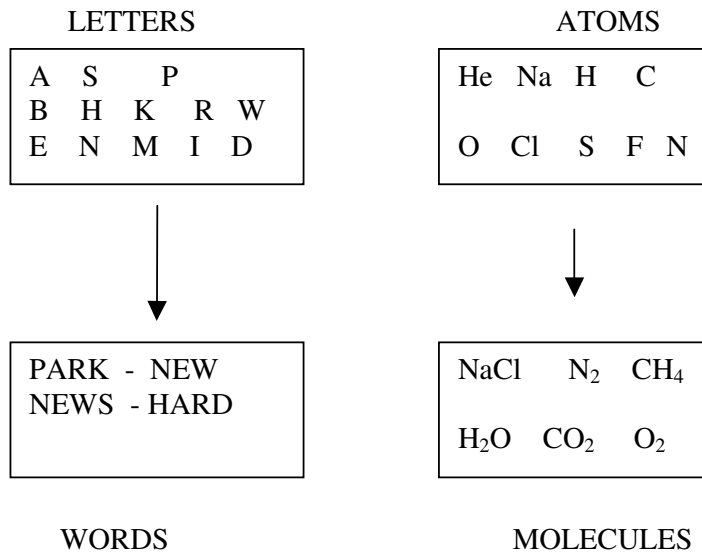 LETTERS
A S P
B H K R W
E N M I D
PARK - NEW
NEWS - HARD
WORDS
ATOMS
He Na H C
O Cl S F N
NaCl N₂ CH₄
H₂O CO₂ O₂
MOLECULES